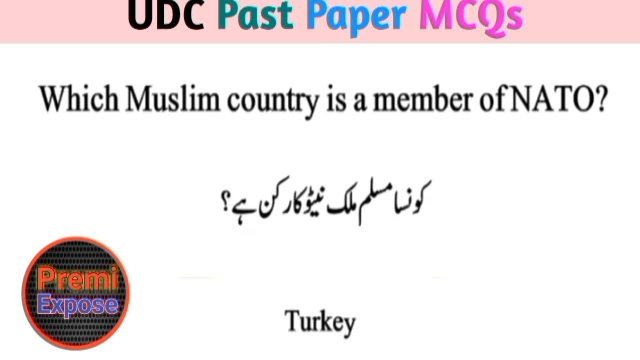 UDC Past Paper MCQs
Which Muslim country is a member of NATO?
کونسا مسلم ملک نیٹو کا رکن ہے؟
Premi
Expose
Turkey